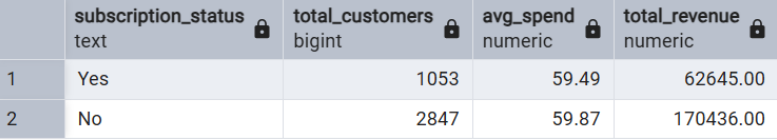 subscription_status total_customers avg_spend total_revenue
text bigint numeric numeric
1 Yes 1053 59.49 62645.00
2 No 2847 59.87 170436.00